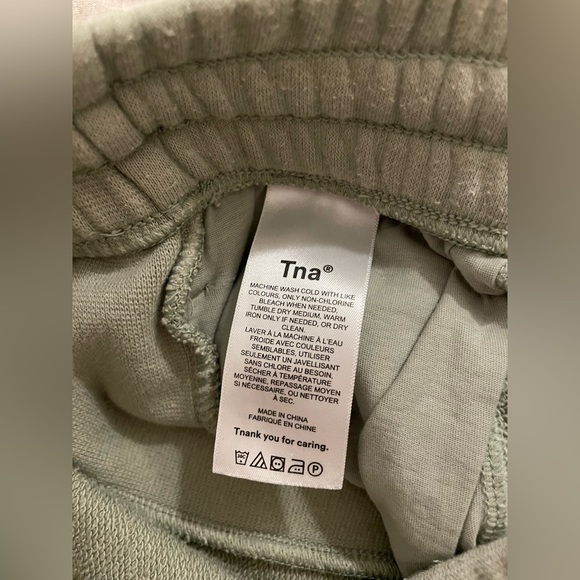 Tna®
MACHINE WASH COLD WITH LIKE
COLOURS, ONLY NON-CHLORINE
BLEACH WHEN NEEDED,
TUMBLE DRY MEDIUM, WARM
IRON ONLY IF NEEDED, OR DRY
CLEAN.
LAVER À LA MACHINE À L'EAU
FROIDE AVEC COULEURS
SEMBLABLES, UTILISER
SEULEMENT UN JAVELLISANT
SANS CHLORE AU BESOIN,
SÉCHER À TEMPÉRATURE
MOYENNE, REPASSAGE MOYEN
SI NÉCESSAIRE, OU NETTOYER
À SEC.
MADE IN CHINA
FABRIQUÉ EN CHINE
Tnank you for caring.
30C P